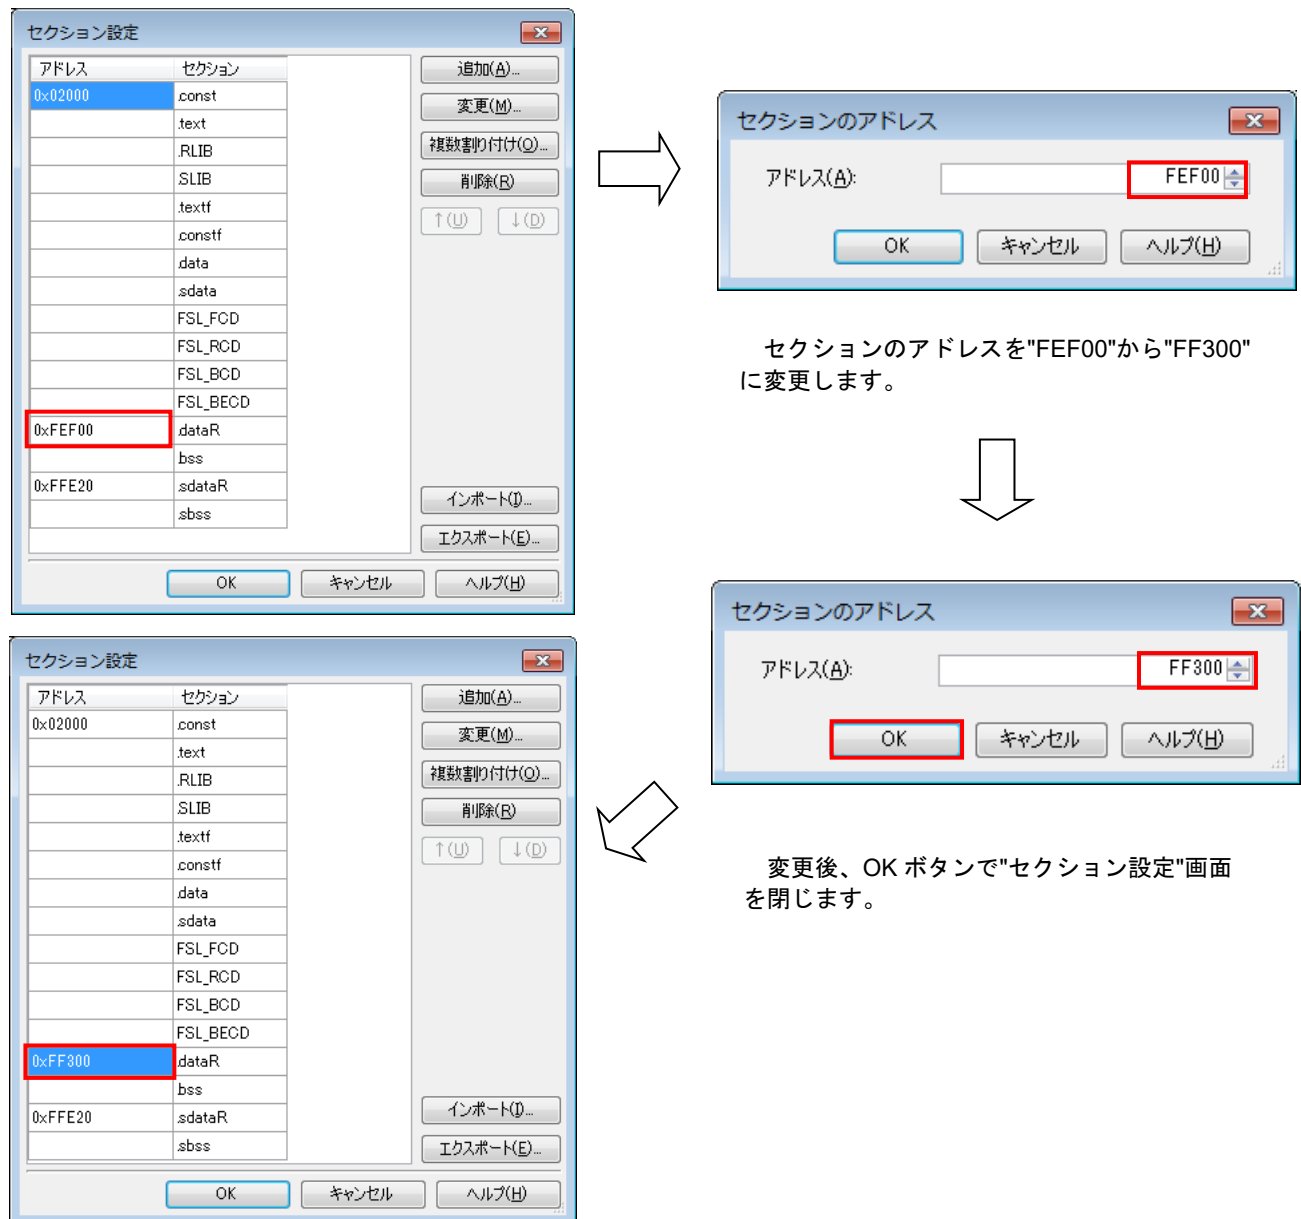 セクション設定
アドレス セクション
0x02000 .const
.text
.RLIB
.SLIB
.textf
.constf
.data
.sdata
FSL_FCD
FSL_RCD
FSL_BCD
FSL_BECD
0xFEF00 .dataR
.bss
0xFFE20 .sdataR
.sbss
追加(A)...
変更(M)...
複数割り付け(O)...
削除(R)
↑(U) ↓(D)
インポート(I)...
エクスポート(E)...
OK キャンセル ヘルプ(H)
セクションのアドレス
アドレス(A): FEF00
OK キャンセル ヘルプ(H)
セクションのアドレスを"FEF00"から"FF300"
に変更します。
セクションのアドレス
アドレス(A): FF300
OK キャンセル ヘルプ(H)
変更後、OK ボタンで"セクション設定"画面
を閉じます。
セクション設定
アドレス セクション
0x02000 .const
.text
.RLIB
.SLIB
.textf
.constf
.data
.sdata
FSL_FCD
FSL_RCD
FSL_BCD
FSL_BECD
0xFF300 .dataR
.bss
0xFFE20 .sdataR
.sbss
追加(A)...
変更(M)...
複数割り付け(O)...
削除(R)
↑(U) ↓(D)
インポート(I)...
エクスポート(E)...
OK キャンセル ヘルプ(H)